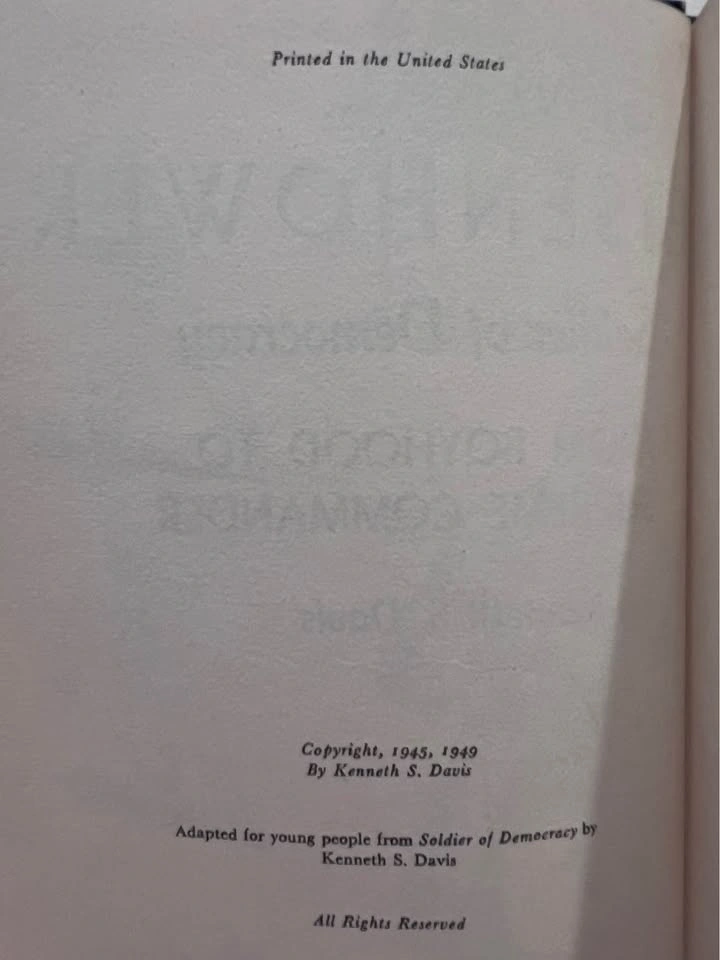 Printed in the United States
Copyright, 1945, 1949
By Kenneth S. Davis
Adapted for young people from Soldier of Democracy by
Kenneth S. Davis
All Rights Reserved